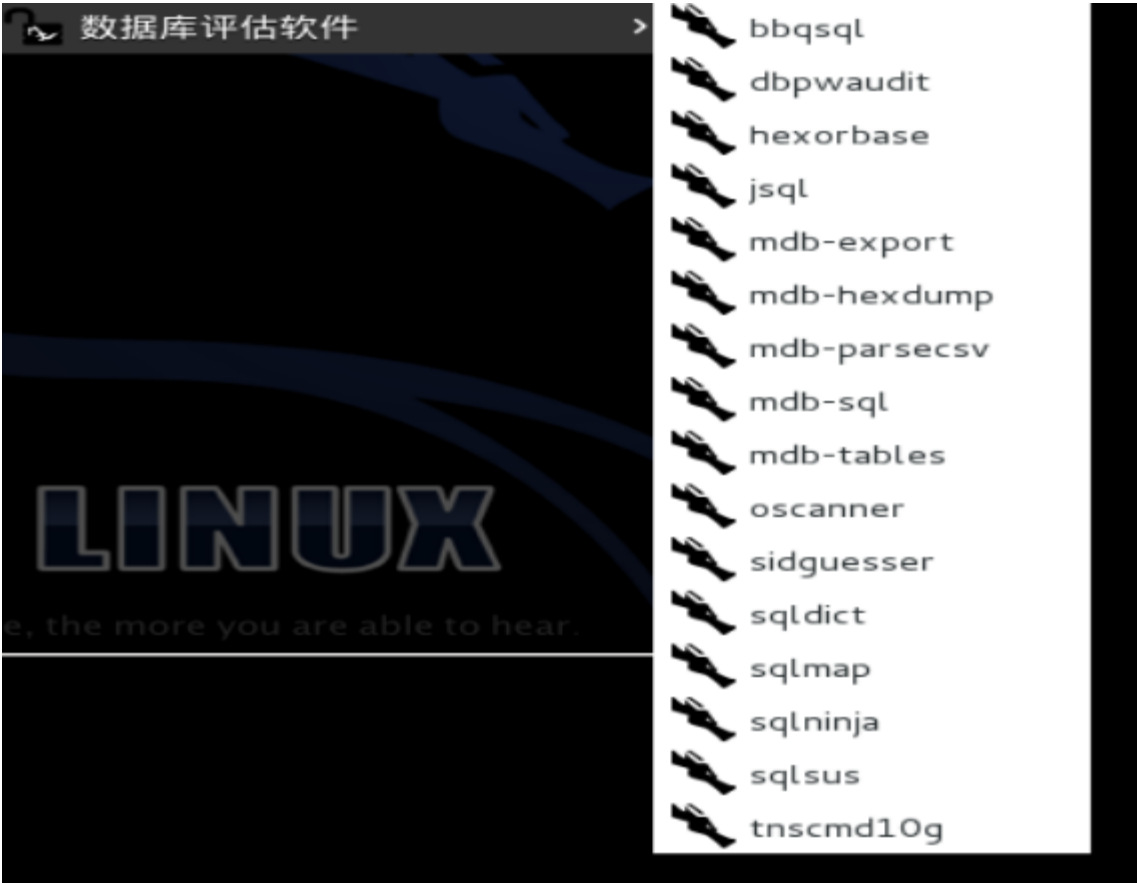 数据库评估软件 >
bbqsql
dbpwaudit
hexorbase
jsql
mdb-export
mdb-hexdump
mdb-parsecsv
mdb-sql
mdb-tables
oscanner
sidguesser
sqldict
sqlmap
sqlninja
sqlsus
tnscmd10g
LINUX
e, the more you are able to hear.